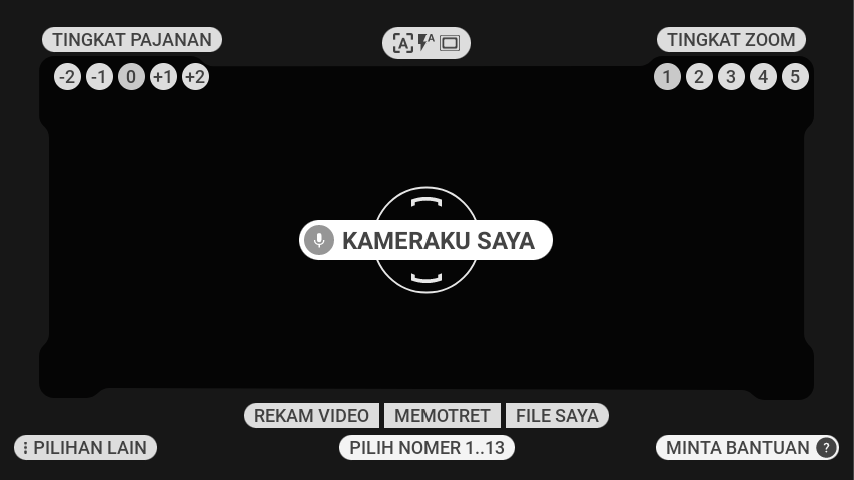 TINGKAT PAJANAN
A A
TINGKAT ZOOM
-2 -1 0 +1 +2
1 2 3 4 5
KAMERAKU SAYA
REKAM VIDEO MEMOTRET FILE SAYA
PILIHAN LAIN
PILIH NOMER 1..13
MINTA BANTUAN ?